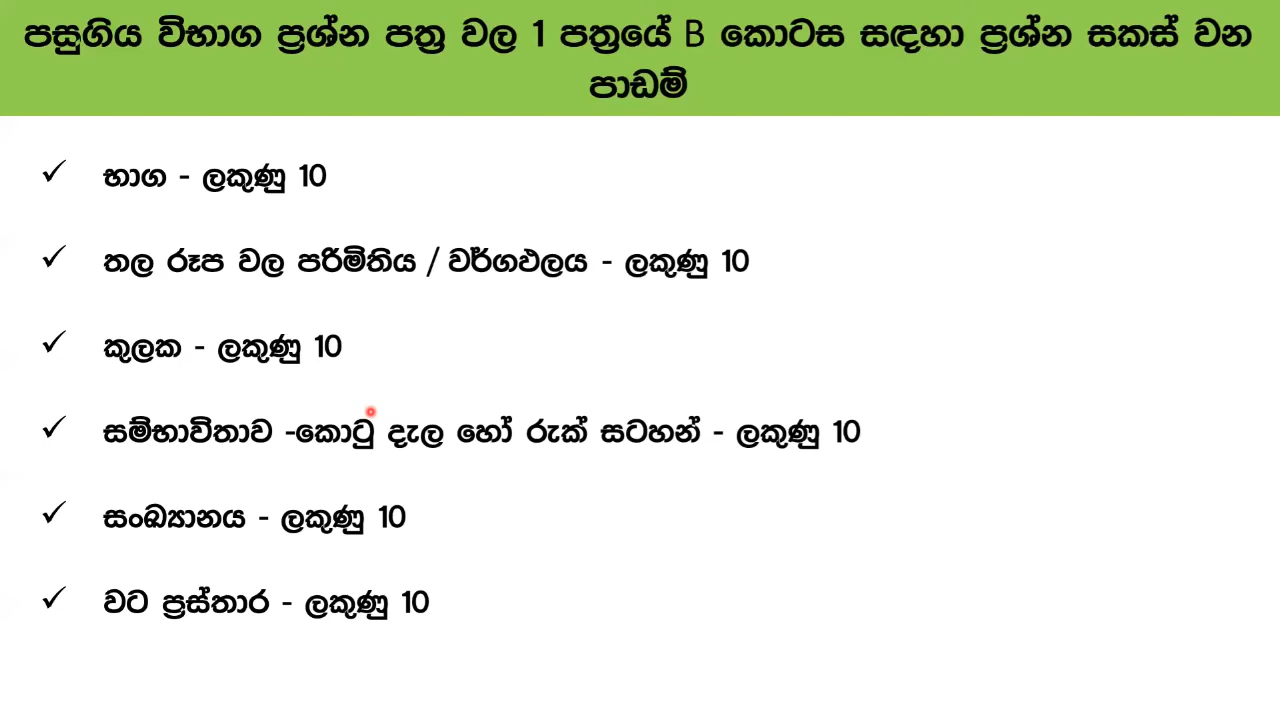 පසුගිය විභාග ප්‍රශ්න පත්‍ර වල 1 පත්‍රයේ B කොටස සඳහා ප්‍රශ්න සකස් වන
පාඩම්
✓ භාග - ලකුණු 10
✓ තල රූප වල පරිමිතිය / වර්ගඵලය - ලකුණු 10
✓ කුලක - ලකුණු 10
✓ සම්භාවිතාව -කොටු දැල හෝ රුක් සටහන් - ලකුණු 10
✓ සංඛ්‍යානය - ලකුණු 10
✓ වට ප්‍රස්තාර - ලකුණු 10